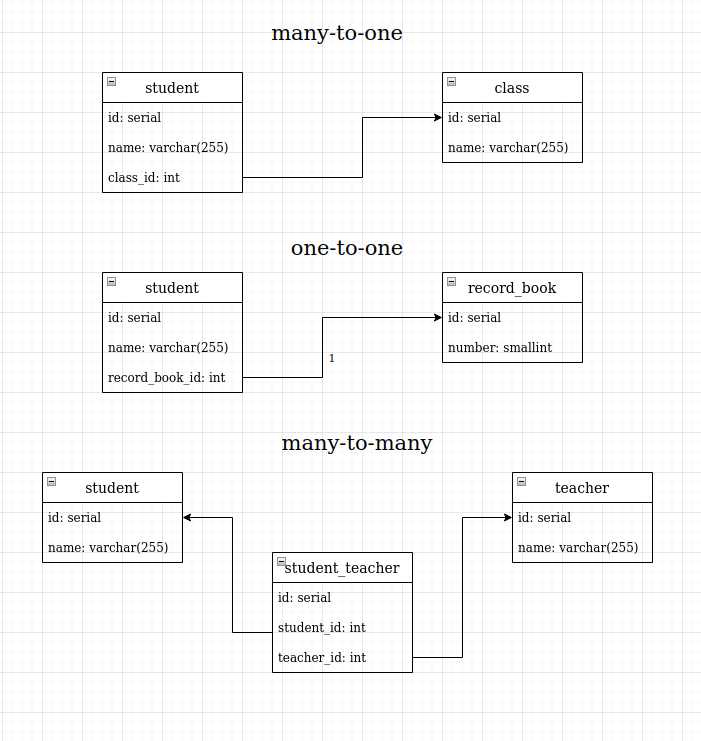 many-to-one
student
id: serial
name: varchar(255)
class_id: int
class
id: serial
name: varchar(255)
one-to-one
student
id: serial
name: varchar(255)
record_book_id: int
1
record_book
id: serial
number: smallint
many-to-many
student
id: serial
name: varchar(255)
student_teacher
id: serial
student_id: int
teacher_id: int
teacher
id: serial
name: varchar(255)